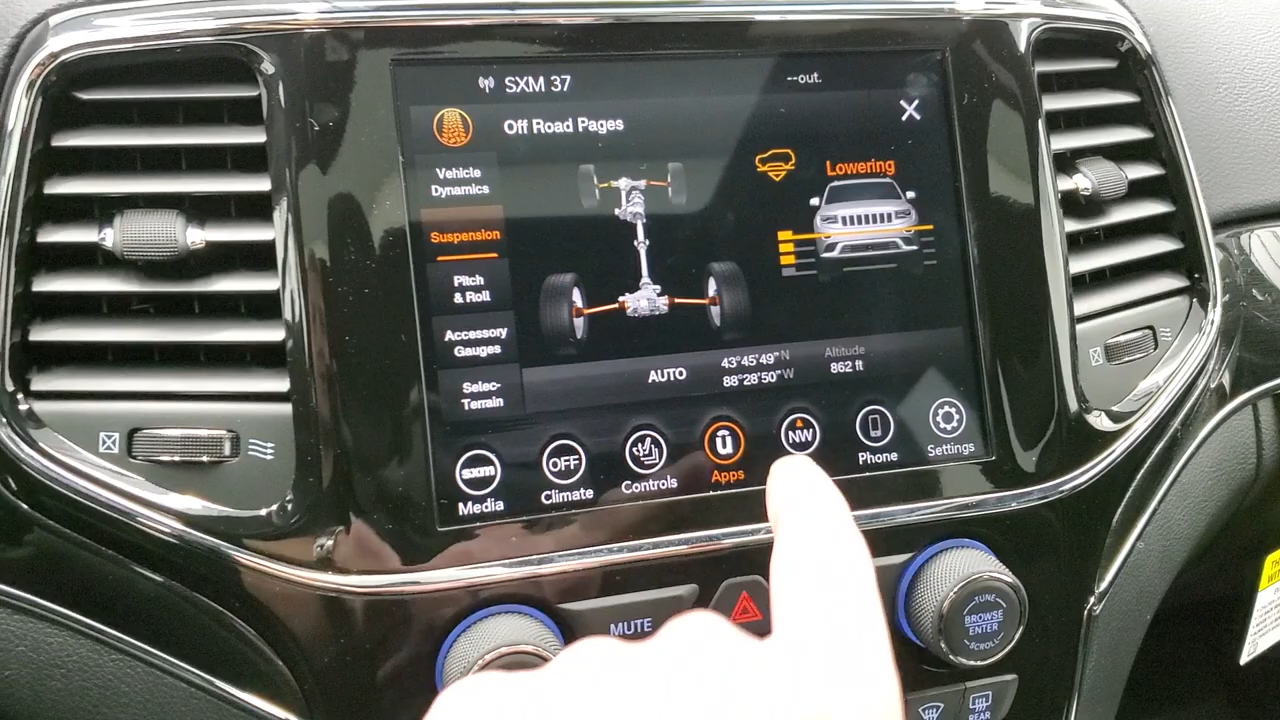 SXM 37
--out.
Off Road Pages
Vehicle
Dynamics
Lowering
Suspension
Pitch
& Roll
Accessory
Gauges
Selec-
Terrain
AUTO
43°45'49"N
88°28'50"W
Altitude
862 ft
sxm
Media
OFF
Climate
Controls
Apps
NW
Phone
Settings
MUTE
TUNE
BROWSE
ENTER
SCROLL
REAR